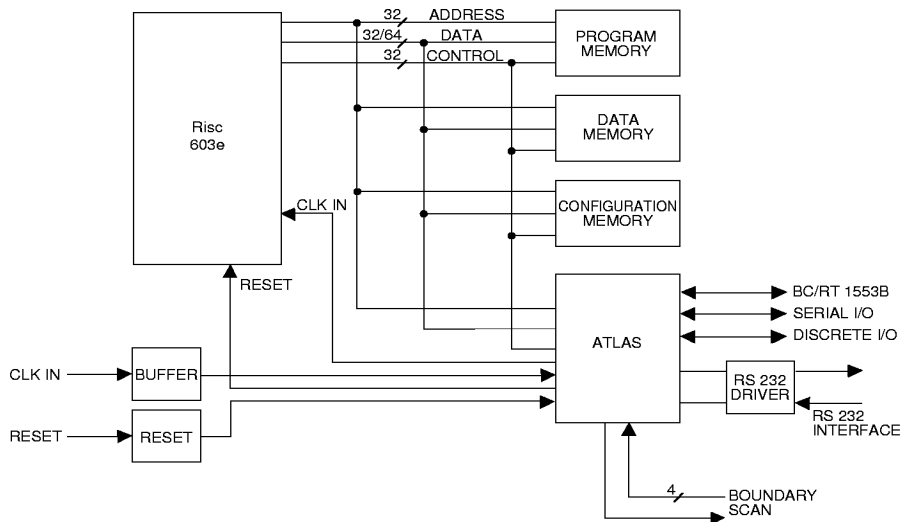 32 ADDRESS
32/64 DATA
32 CONTROL
PROGRAM
MEMORY
Risc
603e
DATA
MEMORY
CONFIGURATION
MEMORY
CLK IN
RESET
ATLAS
BC/RT 1553B
SERIAL I/O
DISCRETE I/O
CLK IN
BUFFER
RS 232
DRIVER
RESET
RESET
RS 232
INTERFACE
4
BOUNDARY
SCAN